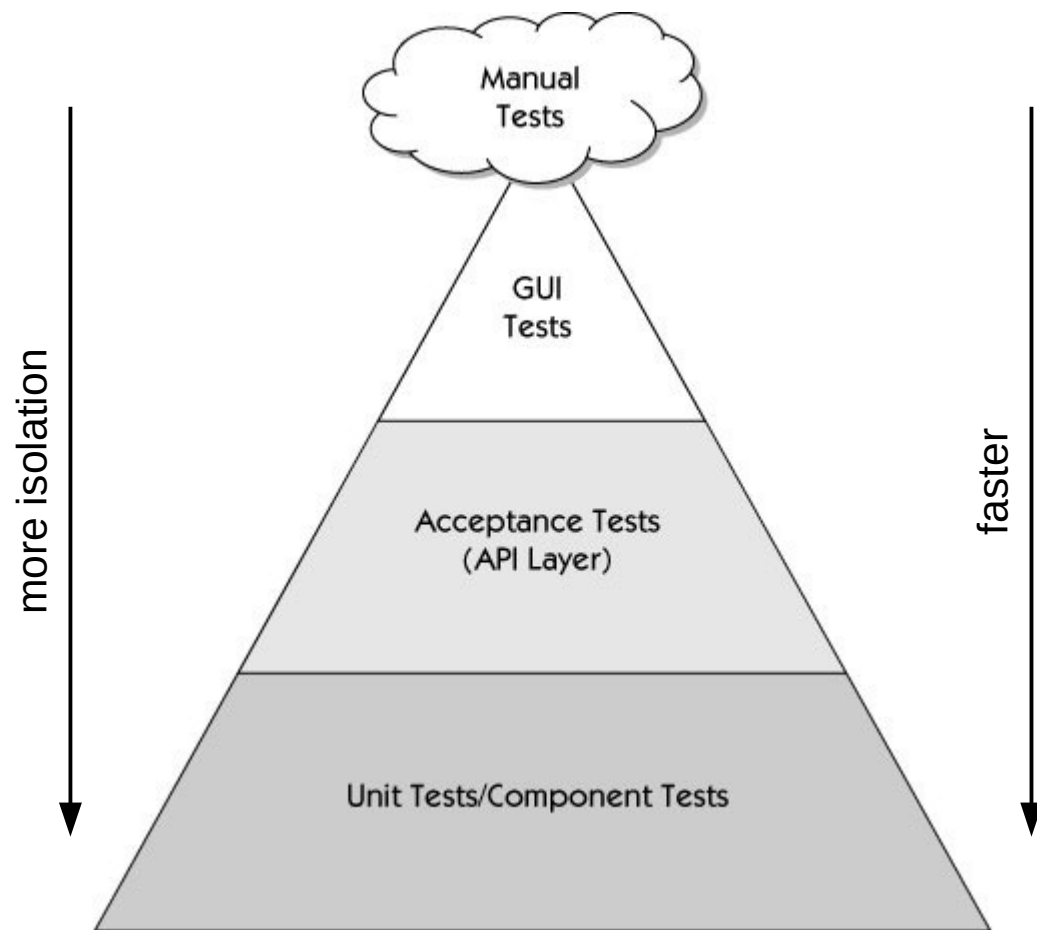 Manual
Tests
GUI
Tests
more isolation
faster
Acceptance Tests
(API Layer)
Unit Tests/Component Tests